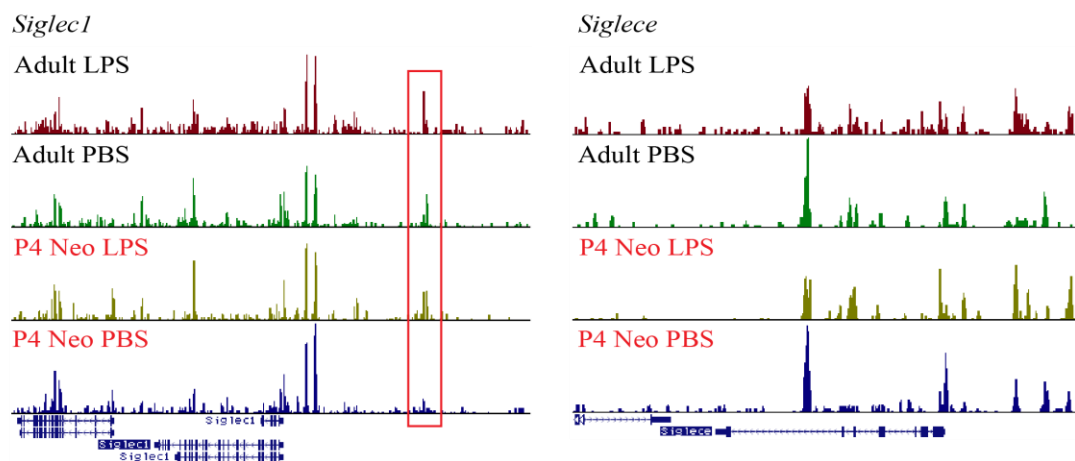 Siglec1
Adult LPS
Adult PBS
P4 Neo LPS
P4 Neo PBS
Siglec1
Siglec1
Siglec1
Siglece
Adult LPS
Adult PBS
P4 Neo LPS
P4 Neo PBS
Siglece